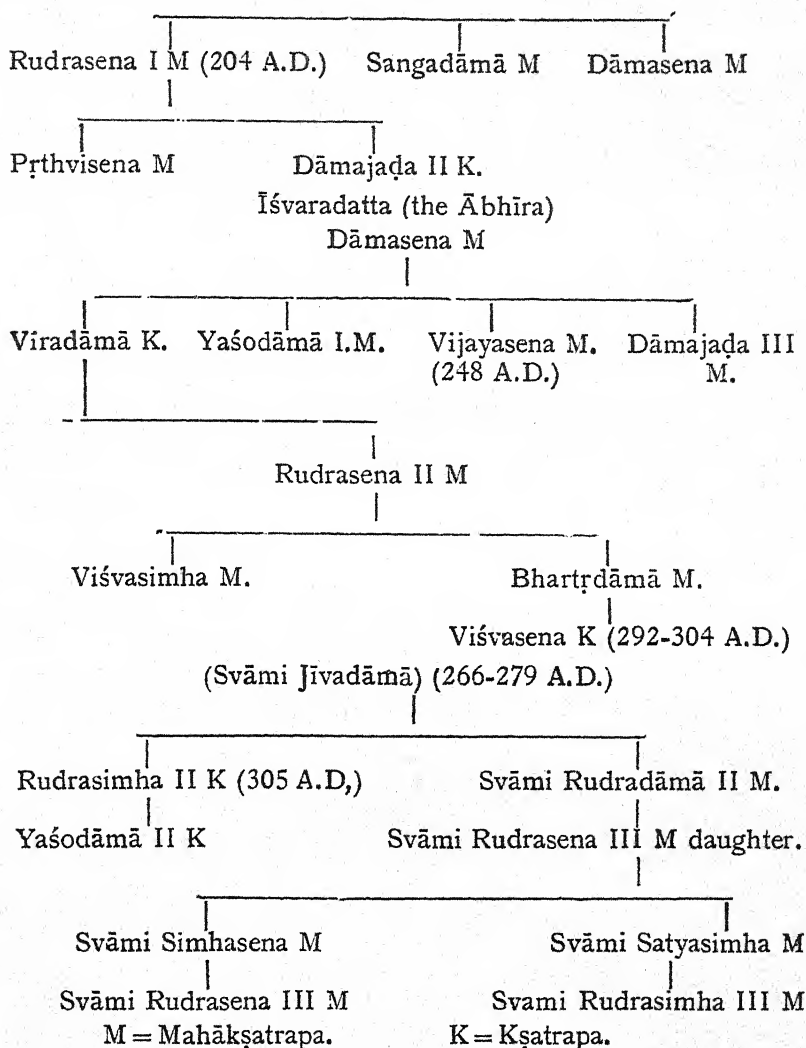 Rudrasena I M (204 A.D.) Sangadāmā M Dāmasena M
Pṛthvisena M Dāmajaḍa II K.
Īśvaradatta (the Ābhīra)
Dāmasena M
Vîradāmā K. Yaśodāmā I.M. Vijayasena M. Dāmajaḍa III
(248 A.D.) M.
Rudrasena II M
Viśvasimha M. Bhartṛdāmā M.
Viśvasena K (292-304 A.D.)
(Svāmi Jīvadāmā) (266-279 A.D.)
Rudrasimha II K (305 A.D,) Svāmi Rudradāmā II M.
Yaśodāmā II K Svāmi Rudrasena III M daughter.
Svāmi Simhasena M Svāmi Satyasimha M
Svāmi Rudrasena III M Svami Rudrasimha III M
M = Mahākṣatrapa. K = Kṣatrapa.